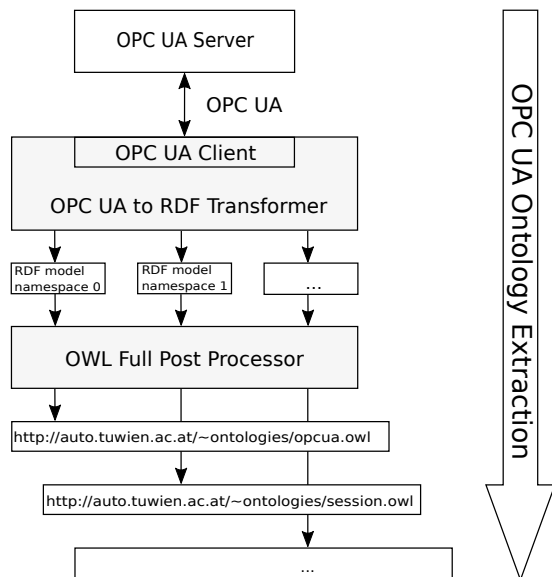 OPC UA Server
OPC UA
OPC UA Client
OPC UA to RDF Transformer
RDF model
namespace 0
RDF model
namespace 1
...
OWL Full Post Processor
http://auto.tuwien.ac.at/~ontologies/opcua.owl
http://auto.tuwien.ac.at/~ontologies/session.owl
...
OPC UA Ontology Extraction